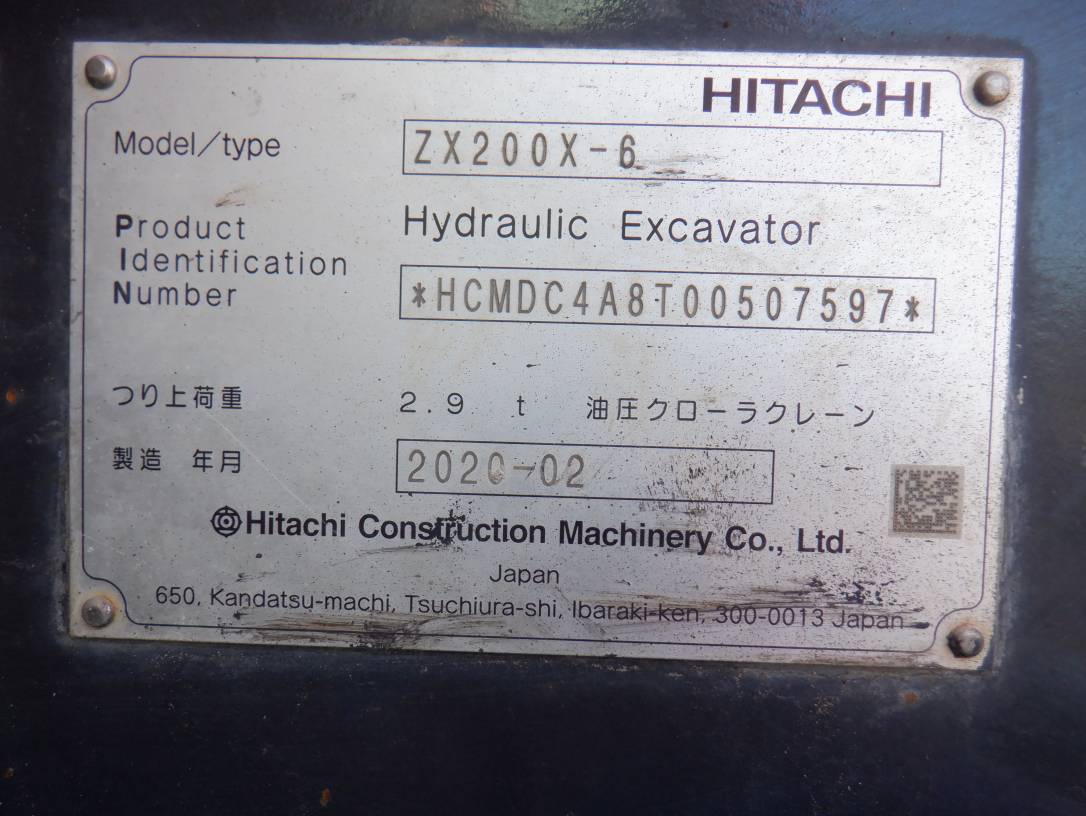 HITACHI
Model/type ZX200X-6
Product Hydraulic Excavator
Identification
Number *HCMDC4A8T00507597*
つり上荷重 2.9 t 油圧クローラクレーン
製造 年月 2020-02
Hitachi Construction Machinery Co., Ltd.
Japan
650, Kandatsu-machi, Tsuchiura-shi, Ibaraki-ken, 300-0013 Japan